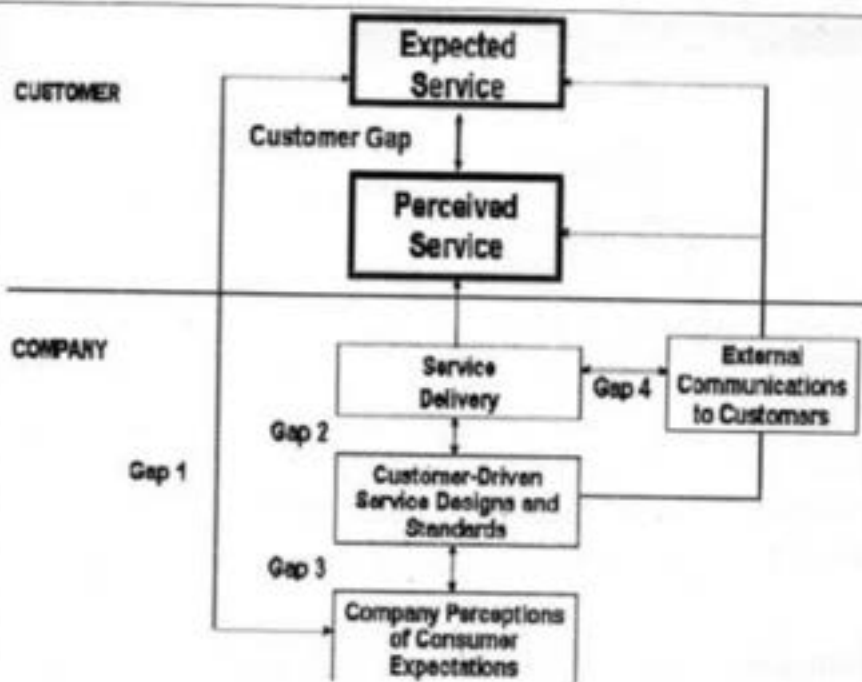 Expected
Service
CUSTOMER
Customer Gap
Perceived
Service
COMPANY
Service
Delivery
Gap 4
External
Communications
to Customers
Gap 2
Gap 1
Customer-Driven
Service Designs and
Standards
Gap 3
Company Perceptions
of Consumer
Expectations